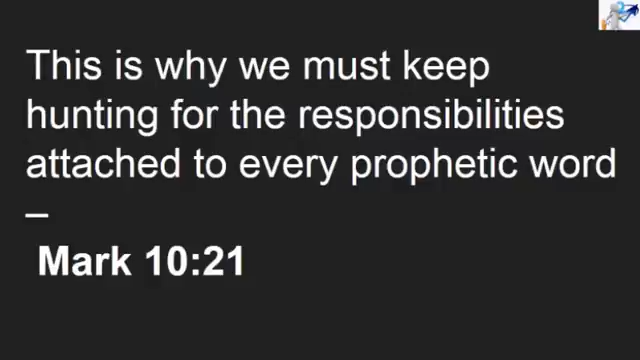 This is why we must keep
hunting for the responsibilities
attached to every prophetic word
–
Mark 10:21